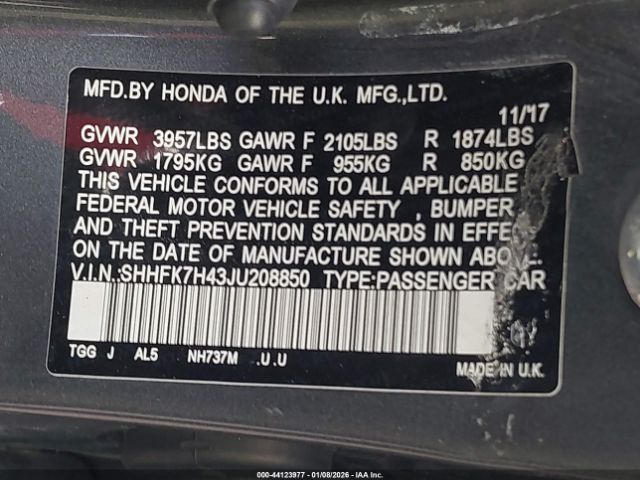 MFD.BY HONDA OF THE U.K. MFG.,LTD.
11/17
GVWR 3957LBS GAWR F 2105LBS R 1874LBS
GVWR 1795KG GAWR F 955KG R 850KG
THIS VEHICLE CONFORMS TO ALL APPLICABLE
FEDERAL MOTOR VEHICLE SAFETY , BUMPER
AND THEFT PREVENTION STANDARDS IN EFFEC
ON THE DATE OF MANUFACTURE SHOWN ABOVE.
V.I.N.:SHHFK7H43JU208850 TYPE:PASSENGER CAR
TGG J AL5 NH737M .U.U
MADE IN U.K.
000-44123977 - 01/08/2026 - IAA Inc.